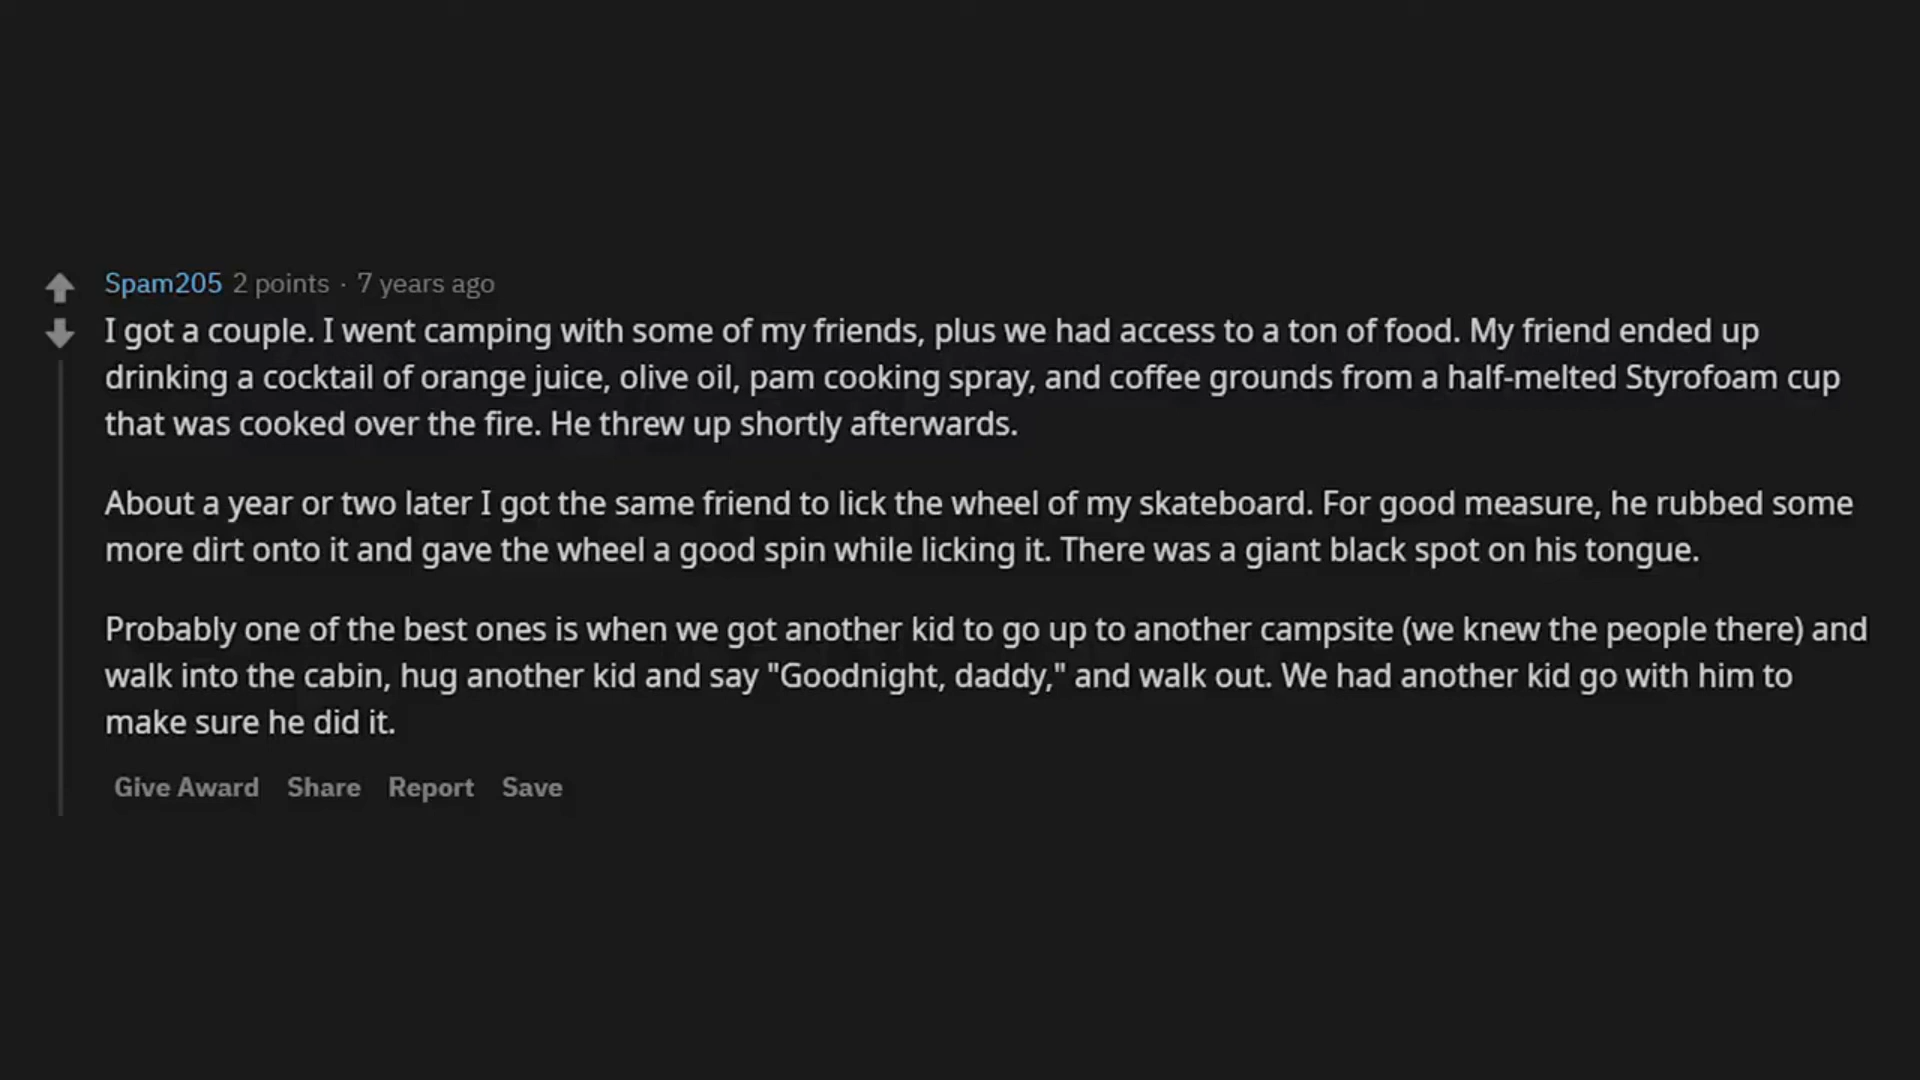 Spam205 2 points · 7 years ago
I got a couple. I went camping with some of my friends, plus we had access to a ton of food. My friend ended up
drinking a cocktail of orange juice, olive oil, pam cooking spray, and coffee grounds from a half-melted Styrofoam cup
that was cooked over the fire. He threw up shortly afterwards.
About a year or two later I got the same friend to lick the wheel of my skateboard. For good measure, he rubbed some
more dirt onto it and gave the wheel a good spin while licking it. There was a giant black spot on his tongue.
Probably one of the best ones is when we got another kid to go up to another campsite (we knew the people there) and
walk into the cabin, hug another kid and say "Goodnight, daddy," and walk out. We had another kid go with him to
make sure he did it.
Give Award Share Report Save